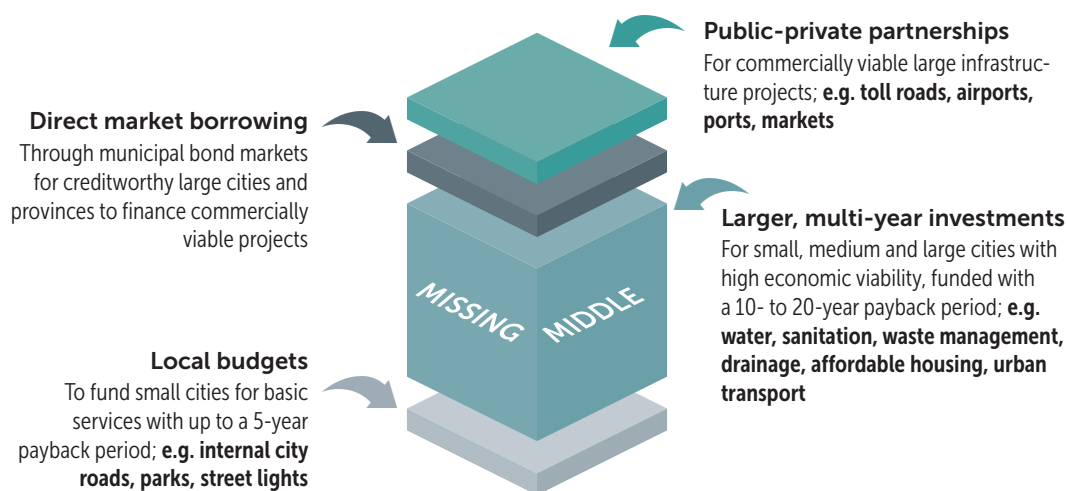 Public-private partnerships
For commercially viable large infrastruc-
ture projects; e.g. toll roads, airports,
ports, markets
Direct market borrowing
Through municipal bond markets
for creditworthy large cities and
provinces to finance commercially
viable projects
Larger, multi-year investments
For small, medium and large cities with
high economic viability, funded with
a 10- to 20-year payback period; e.g.
water, sanitation, waste management,
drainage, affordable housing, urban
transport
MISSING MIDDLE
Local budgets
To fund small cities for basic
services with up to a 5-year
payback period; e.g. internal city
roads, parks, street lights